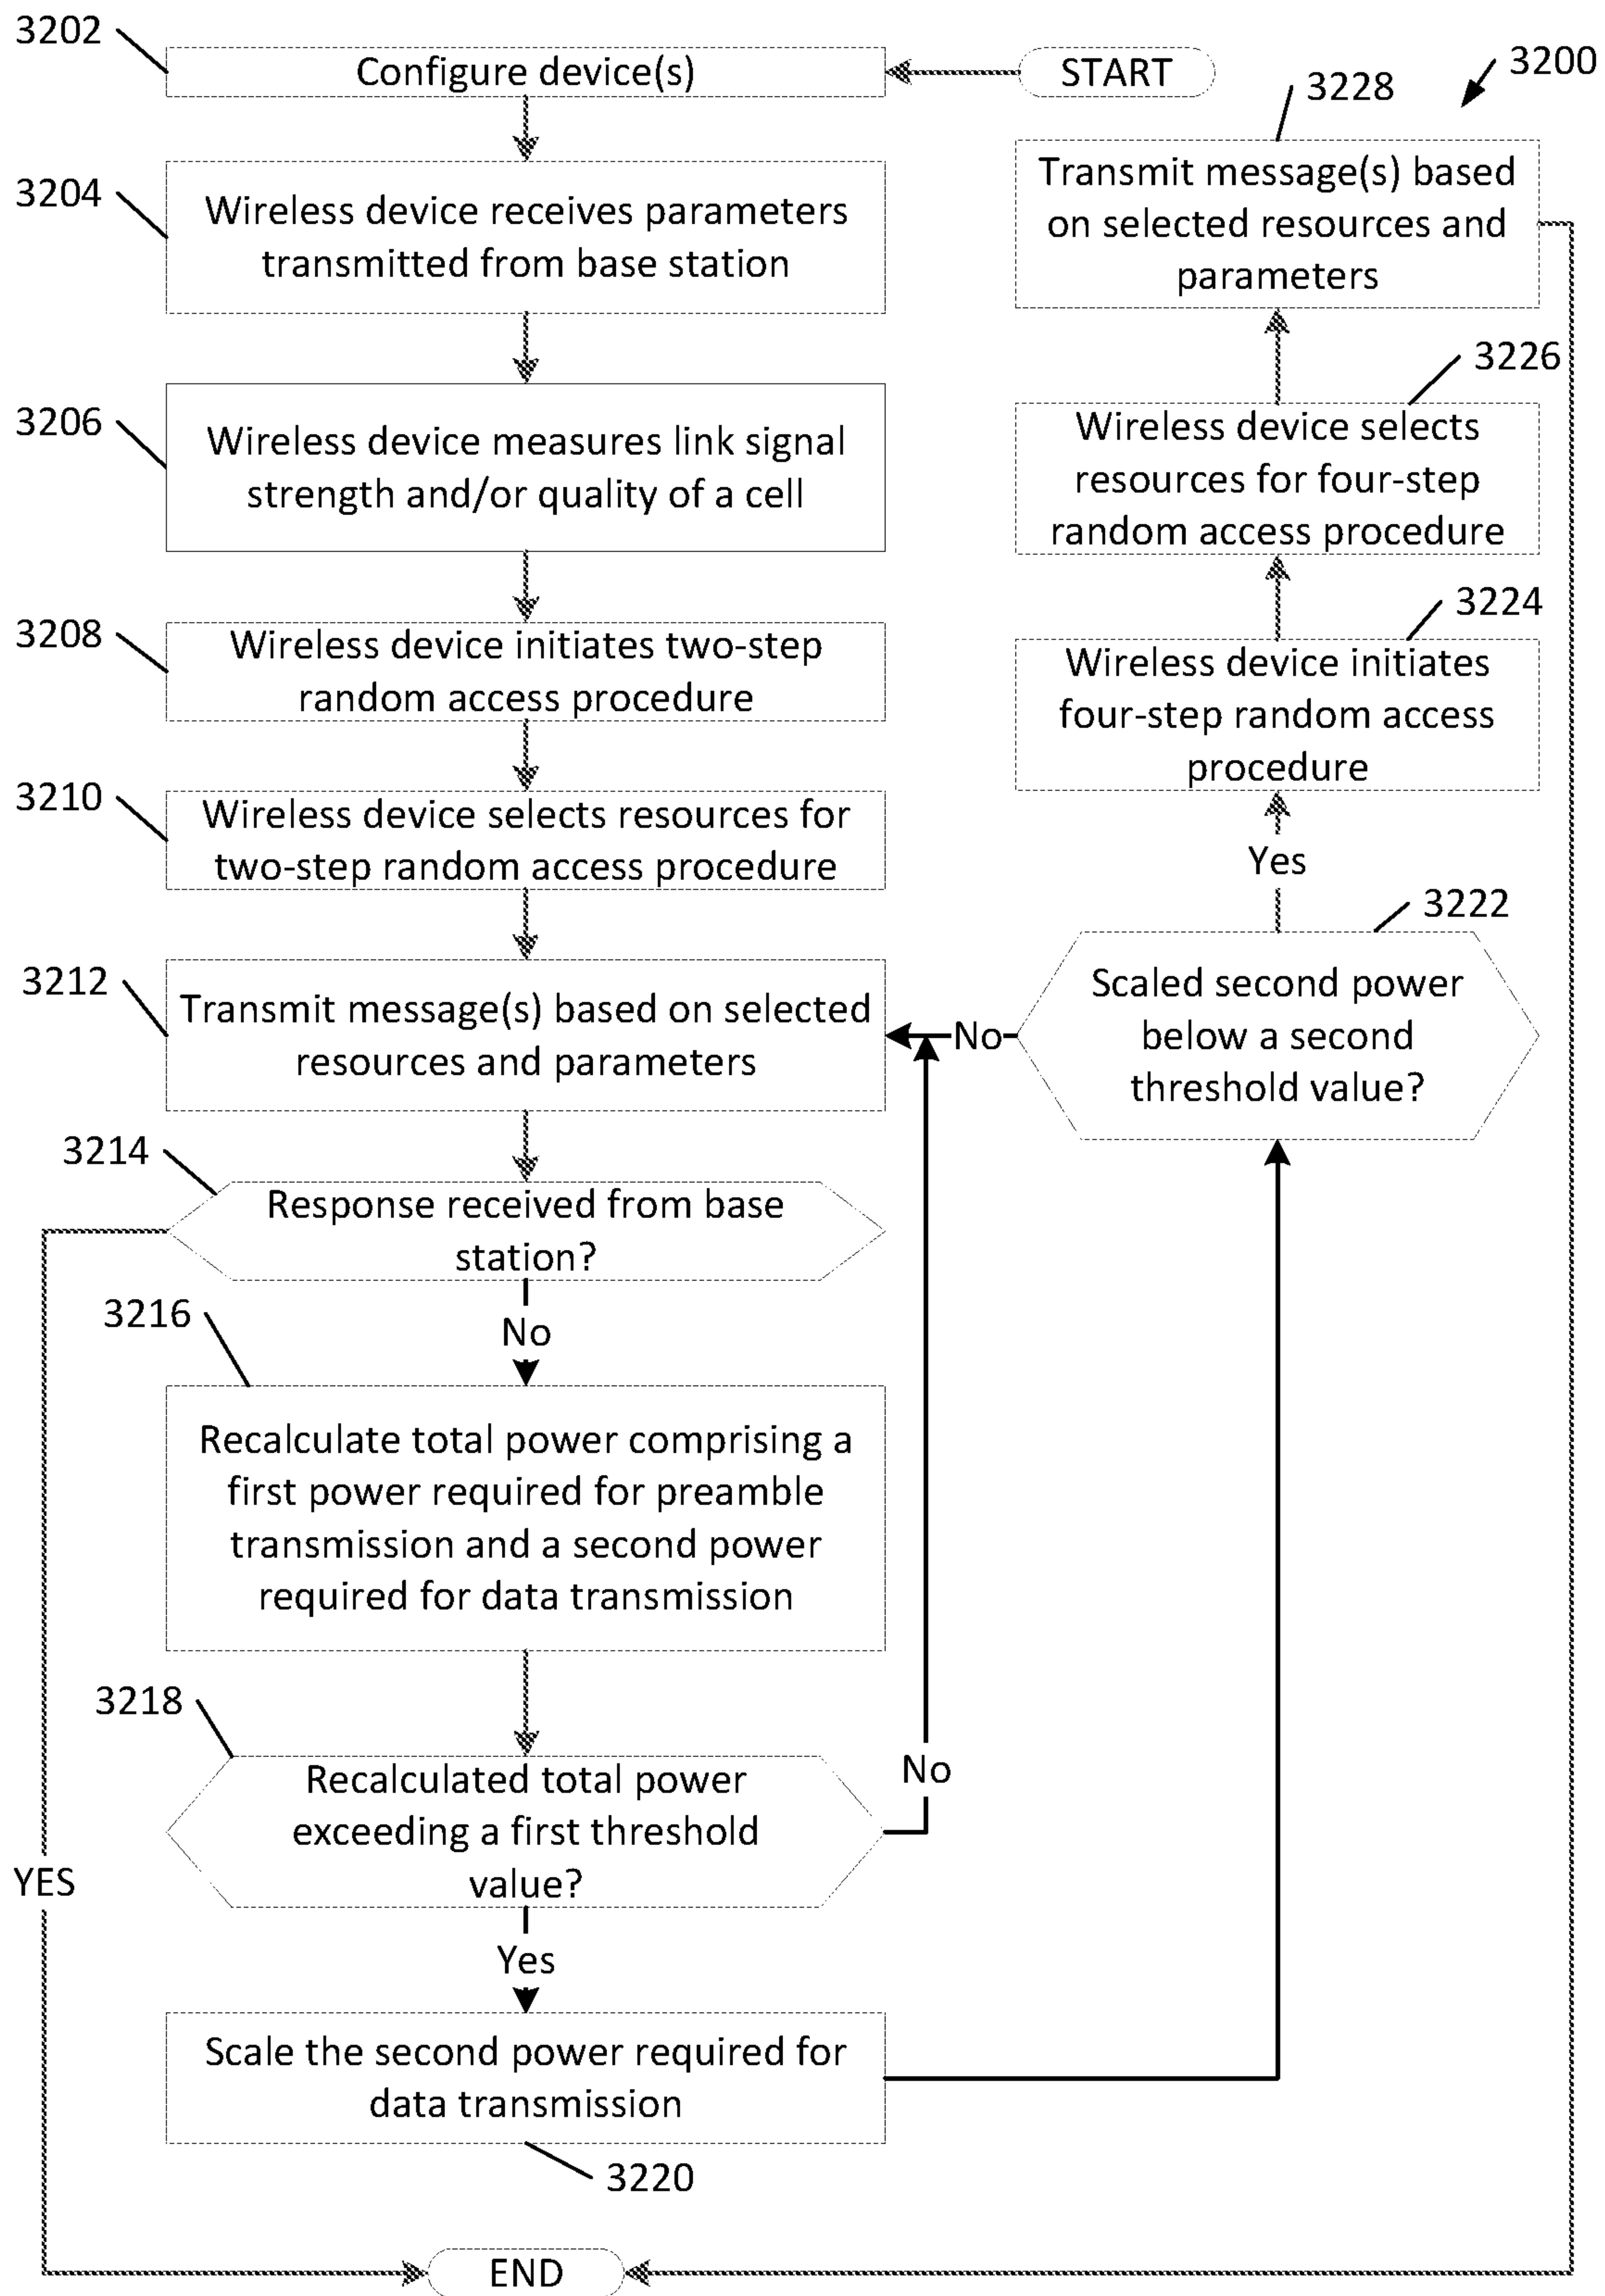 3200
START
3202
Configure device(s)
3204
Wireless device receives parameters
transmitted from base station
3206
Wireless device measures link signal
strength and/or quality of a cell
3208
Wireless device initiates two-step
random access procedure
3210
Wireless device selects resources for
two-step random access procedure
3212
Transmit message(s) based on selected
resources and parameters
3214
Response received from base
station?
YES
No
3216
Recalculate total power comprising a
first power required for preamble
transmission and a second power
required for data transmission
3218
Recalculated total power
exceeding a first threshold
value?
No
Yes
Scale the second power required for
data transmission
3220
3222
Scaled second power
below a second
threshold value?
No
Yes
3224
Wireless device initiates
four-step random access
procedure
3226
Wireless device selects
resources for four-step
random access procedure
3228
Transmit message(s) based
on selected resources and
parameters
END